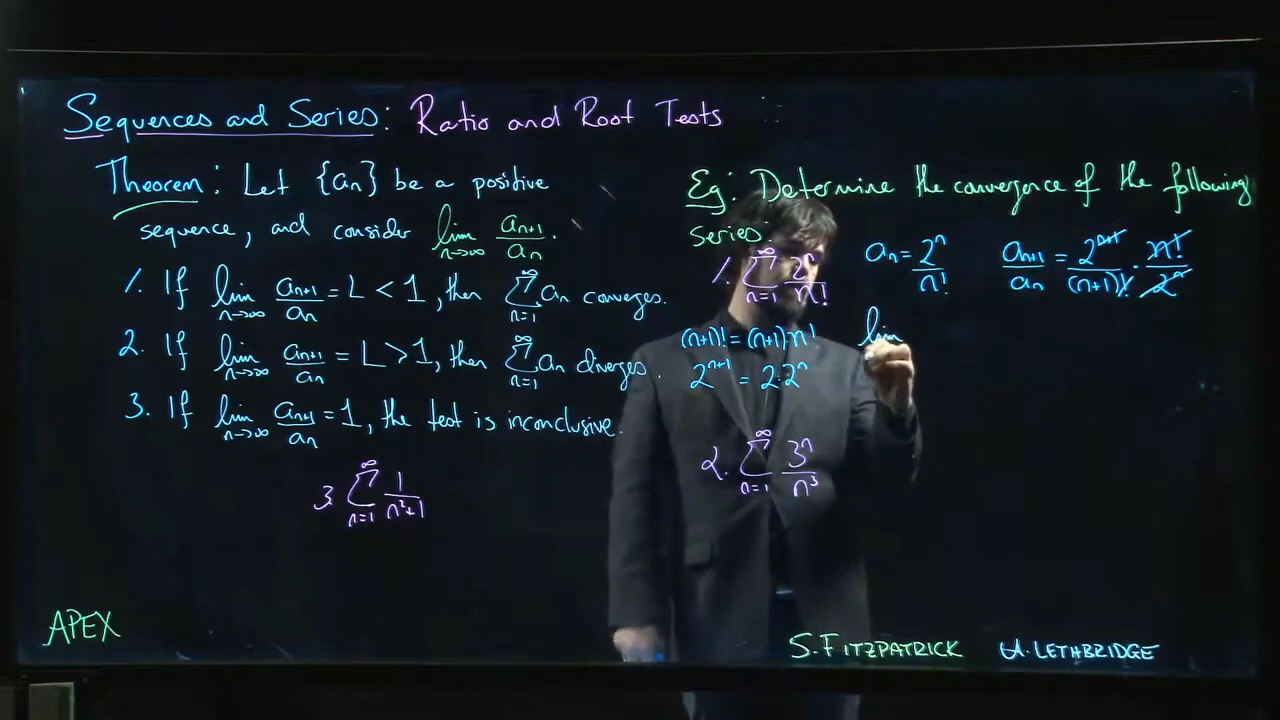 Sequences and Series: Ratio and Root Tests
Theorem: Let {aₙ} be a positive
sequence, and consider lim n→∞ aₙ₊₁/aₙ.
1. If lim n→∞ aₙ₊₁/aₙ = L < 1, then ∞ Σ n=1 aₙ converges.
2. If lim n→∞ aₙ₊₁/aₙ = L > 1, then ∞ Σ n=1 aₙ diverges.
3. If lim n→∞ aₙ₊₁/aₙ = 1, the test is inconclusive.
3. ∞ Σ n=1 1/n²+1
Eg: Determine the convergence of the following
series:
1. ∞ Σ n=1 2ⁿ/n!
aₙ = 2ⁿ/n! aₙ₊₁/aₙ = 2ⁿ⁺¹/(n+1)! · n!/2ⁿ
(n+1)! = (n+1)·n!
lim
2ⁿ⁺¹ = 2·2ⁿ
2. ∞ Σ n=1 3ⁿ/n³
APEX
S. FITZPATRICK U. LETHBRIDGE